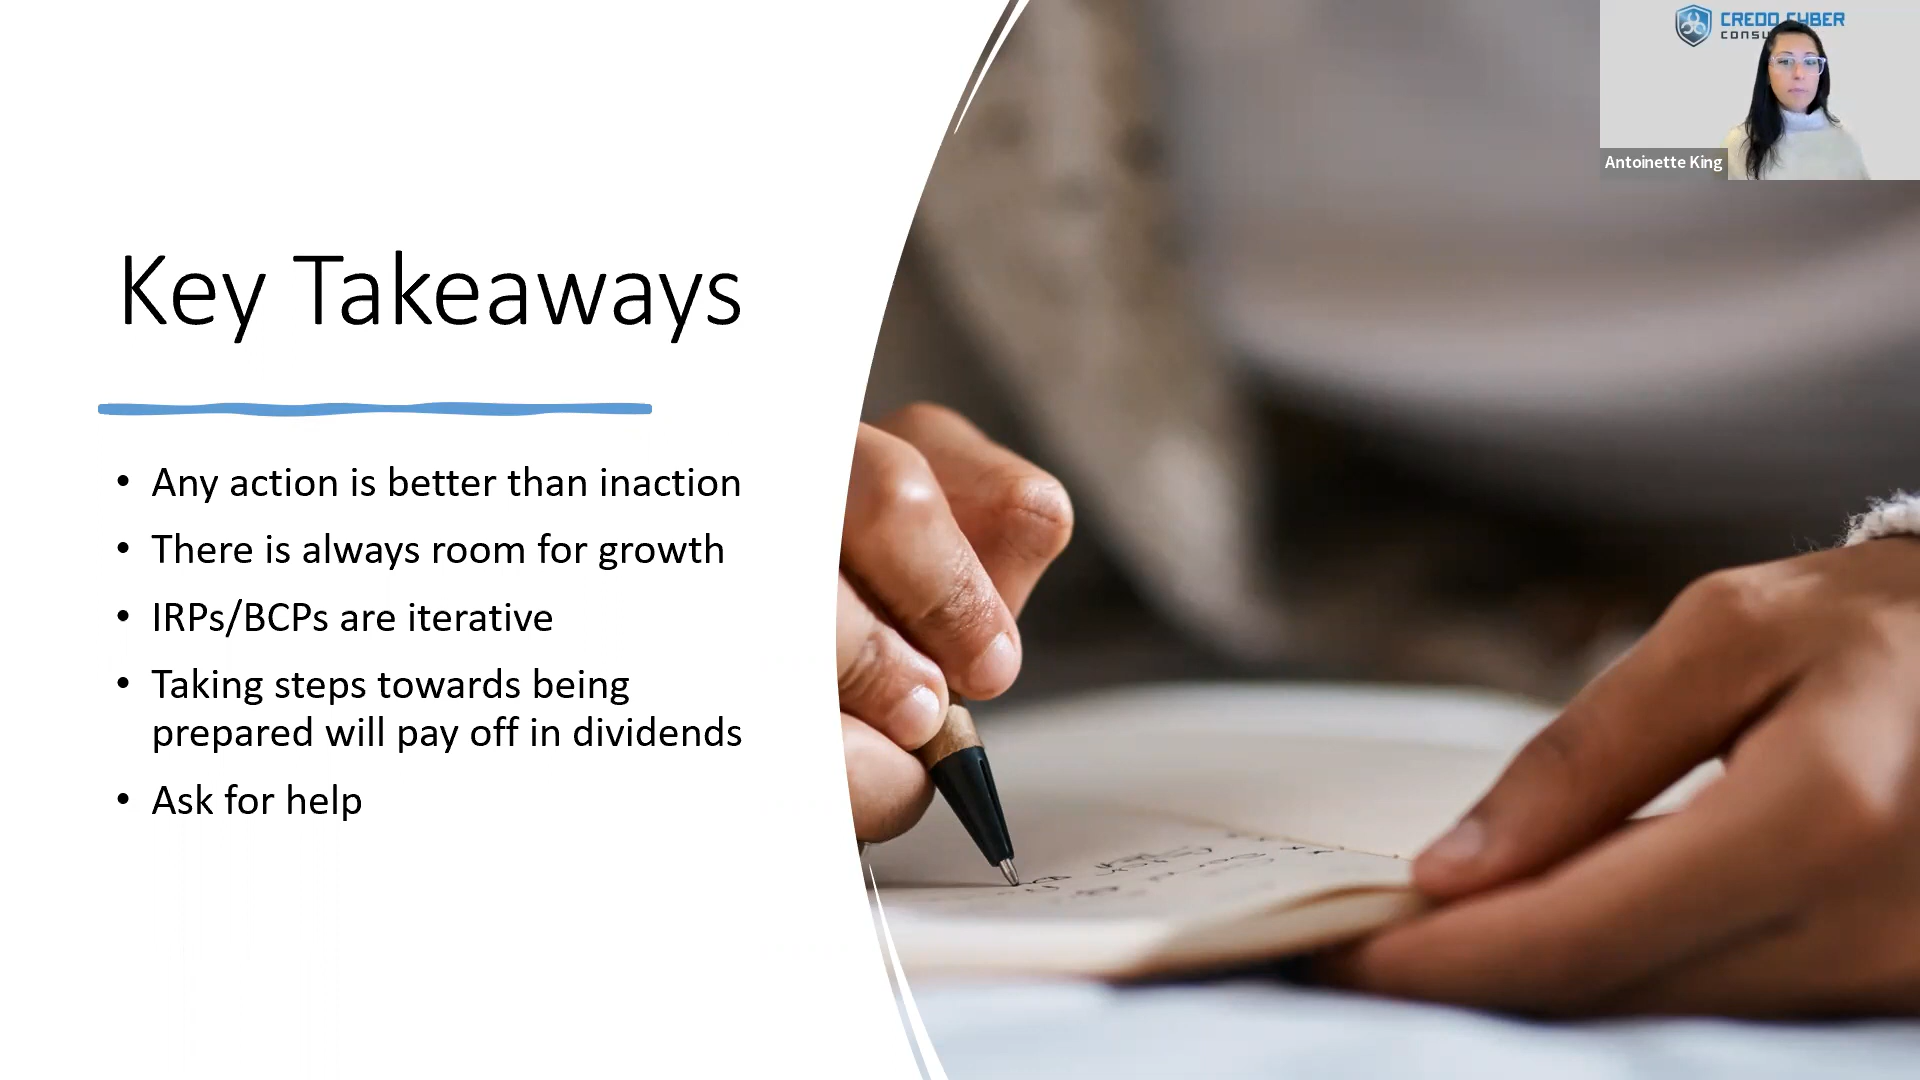 CREDO CYBER
Antoinette King
Key Takeaways
• Any action is better than inaction
• There is always room for growth
• IRPs/BCPs are iterative
• Taking steps towards being
prepared will pay off in dividends
• Ask for help